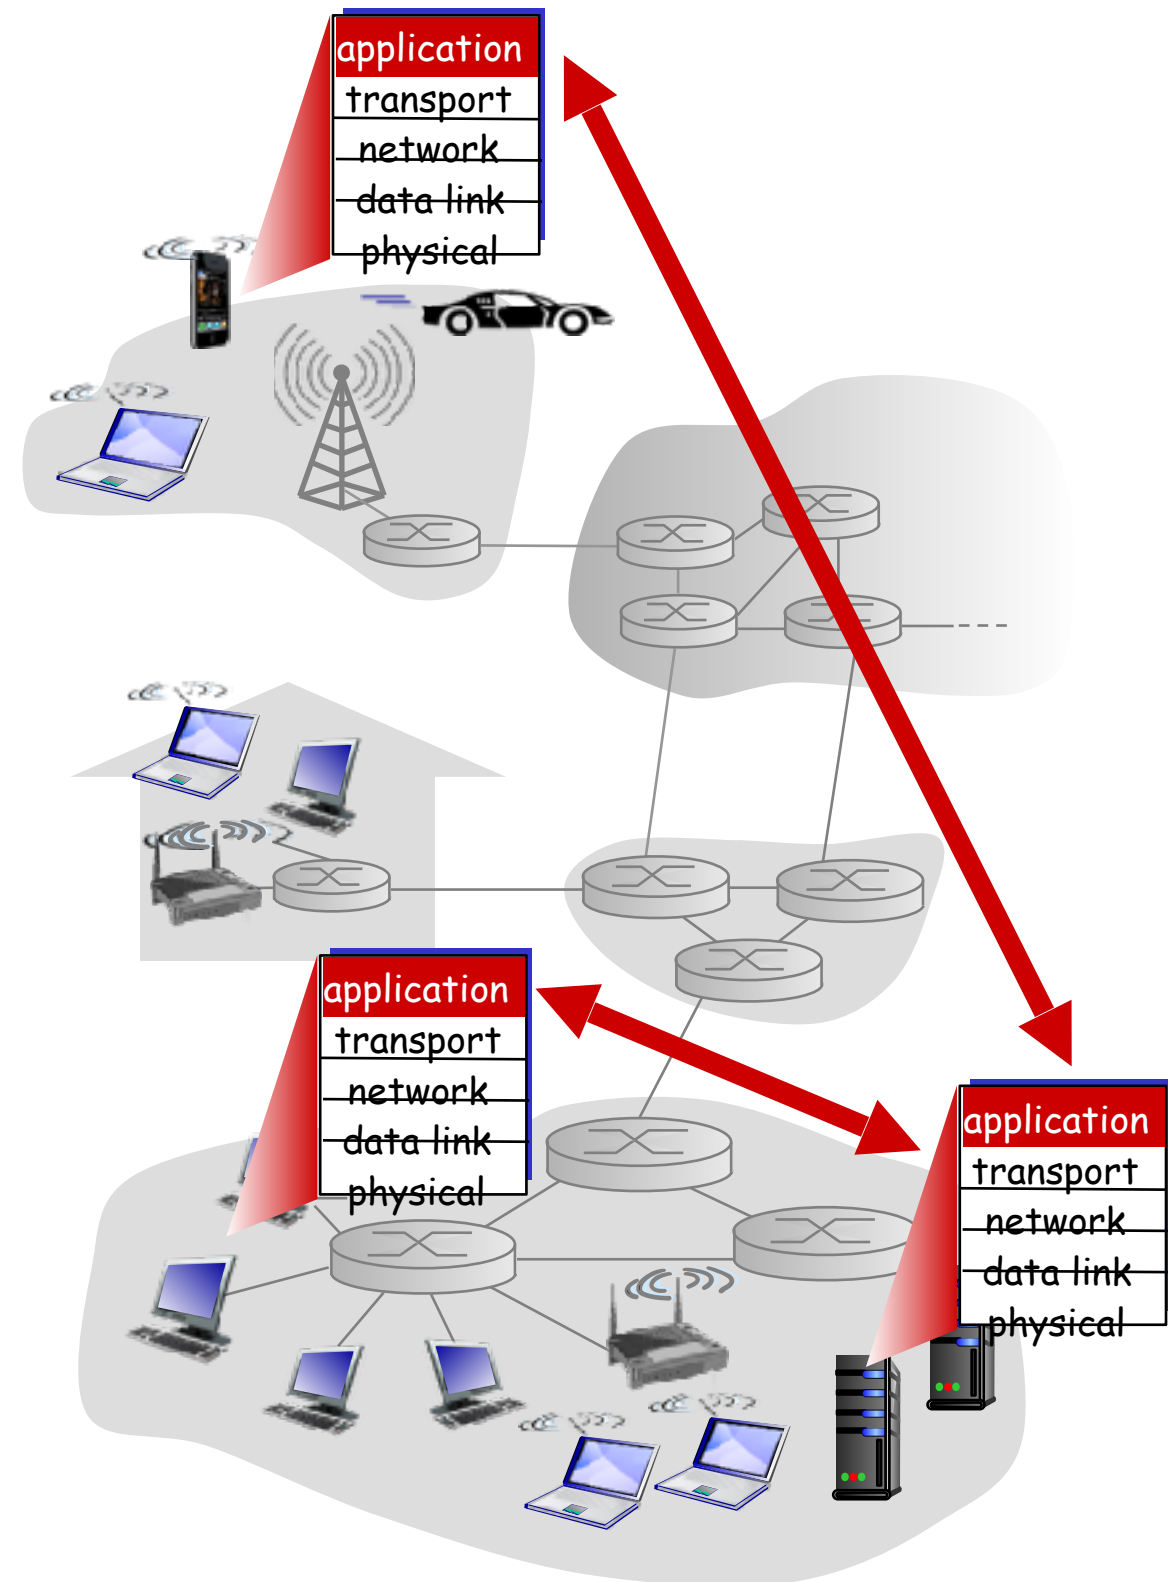 application
transport
network
data link
physical
application
transport
network
data link
physical
application
transport
network
data link
physical